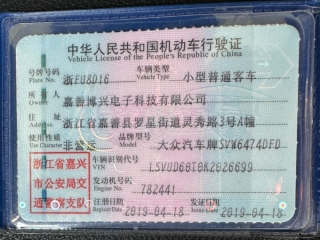 中华人民共和国机动车行驶证
Vehicle License of the People's Republic of China
号牌号码 浙FU8D16 车辆类型 小型普通客车
Plate No. Vehicle Type
所有人 嘉善博兴电子科技有限公司
Owner
住址 浙江省嘉善县罗星街道灵秀路3号A幢
Address
使用性质 非营运 品牌型号 大众汽车牌SVW6474DFD
Use Character Model
浙江省嘉兴 车辆识别代号 LSVUD60T0K2026699
VIN
市公安局交 发动机号码 782441
Engine No.
通警察支队 注册日期 2019-04-18 发证日期 2019-04-18
Register Date Issue Date